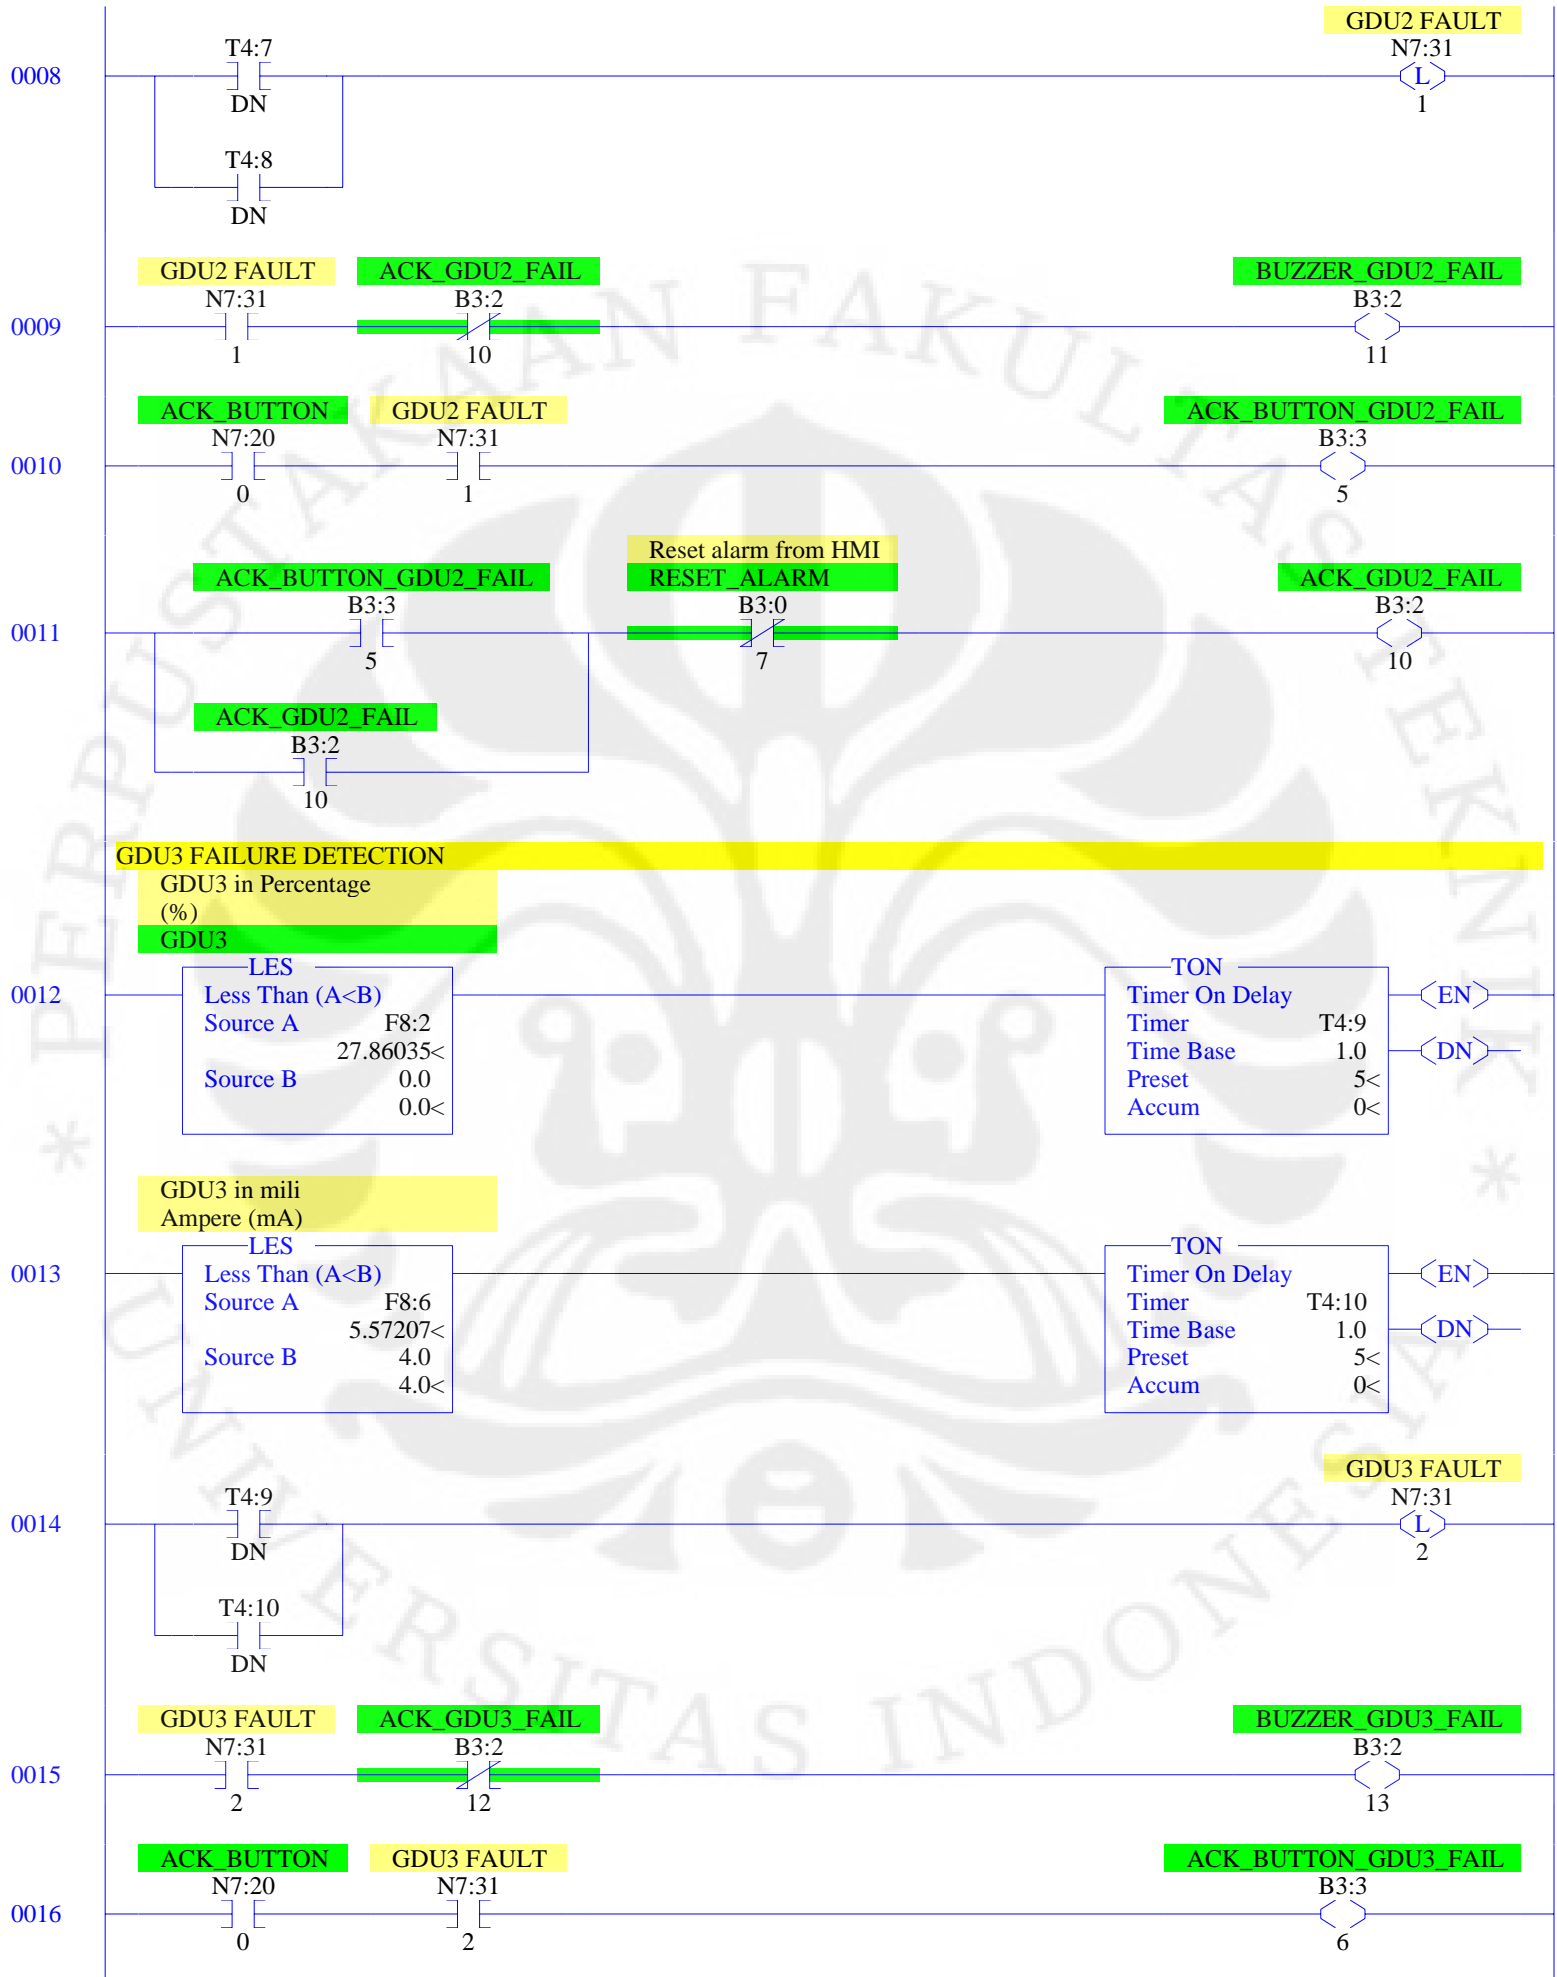 GDU2 FAULT
T4:7
N7:31
0008
L
DN
1
T4:8
DN
GDU2 FAULT ACK_GDU2_FAIL BUZZER_GDU2_FAIL
N7:31 B3:2 B3:2
0009
1 10 11
ACK_BUTTON GDU2 FAULT ACK_BUTTON_GDU2_FAIL
N7:20 N7:31 B3:3
0010
0 1 5
Reset alarm from HMI
ACK_BUTTON_GDU2_FAIL RESET_ALARM ACK_GDU2_FAIL
B3:3 B3:0 B3:2
0011
5 7 10
ACK_GDU2_FAIL
B3:2
10
GDU3 FAILURE DETECTION
GDU3 in Percentage
(%)
GDU3
LES TON
0012 Less Than (A<B) Timer On Delay EN
Source A F8:2 Timer T4:9
27.86035< Time Base 1.0 DN
Source B 0.0 Preset 5<
0.0< Accum 0<
GDU3 in mili
Ampere (mA)
LES TON
0013 Less Than (A<B) Timer On Delay EN
Source A F8:6 Timer T4:10
5.57207< Time Base 1.0 DN
Source B 4.0 Preset 5<
4.0< Accum 0<
GDU3 FAULT
T4:9 N7:31
0014 L
DN 2
T4:10
DN
GDU3 FAULT ACK_GDU3_FAIL BUZZER_GDU3_FAIL
N7:31 B3:2 B3:2
0015
2 12 13
ACK_BUTTON GDU3 FAULT ACK_BUTTON_GDU3_FAIL
N7:20 N7:31 B3:3
0016
0 2 6
* PERPUSTAKAAN FAKULTAS TEKNIK *
UNIVERSITAS INDONESIA